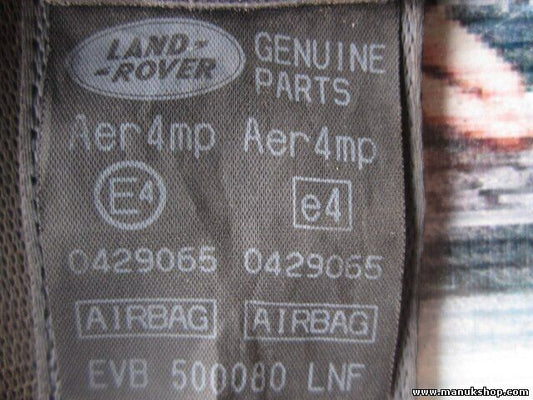 LAND-
-ROVER
GENUINE
PARTS
Aer4mp Aer4mp
E4 e4
0429065 0429065
AIRBAG AIRBAG
EVB 500080 LNF
www.manukshop.com